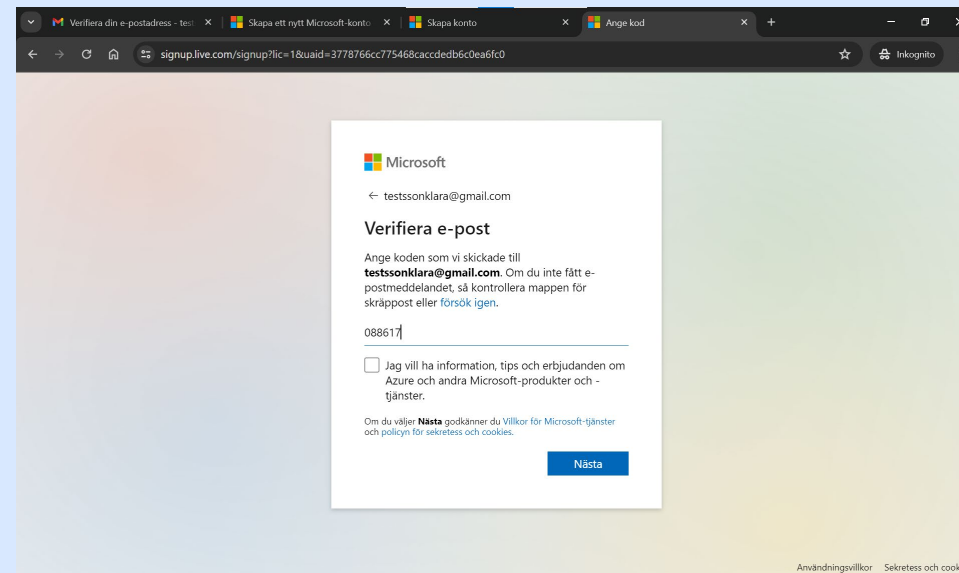 Verifiera din e-postadress - test
Skapa ett nytt Microsoft-konto
Skapa konto
Ange kod
signup.live.com/signup?lic=1&uaid=3778766cc775468caccdedb6c0ea6fc0
Inkognito
Microsoft
testssonklara@gmail.com
Verifiera e-post
Ange koden som vi skickade till
testssonklara@gmail.com. Om du inte fått e-
postmeddelandet, så kontrollera mappen för
skräppost eller försök igen.
088617
Jag vill ha information, tips och erbjudanden om
Azure och andra Microsoft-produkter och -
tjänster.
Om du väljer Nästa godkänner du Villkor för Microsoft-tjänster
och policyn för sekretess och cookies.
Nästa
Användningsvillkor Sekretess och cook